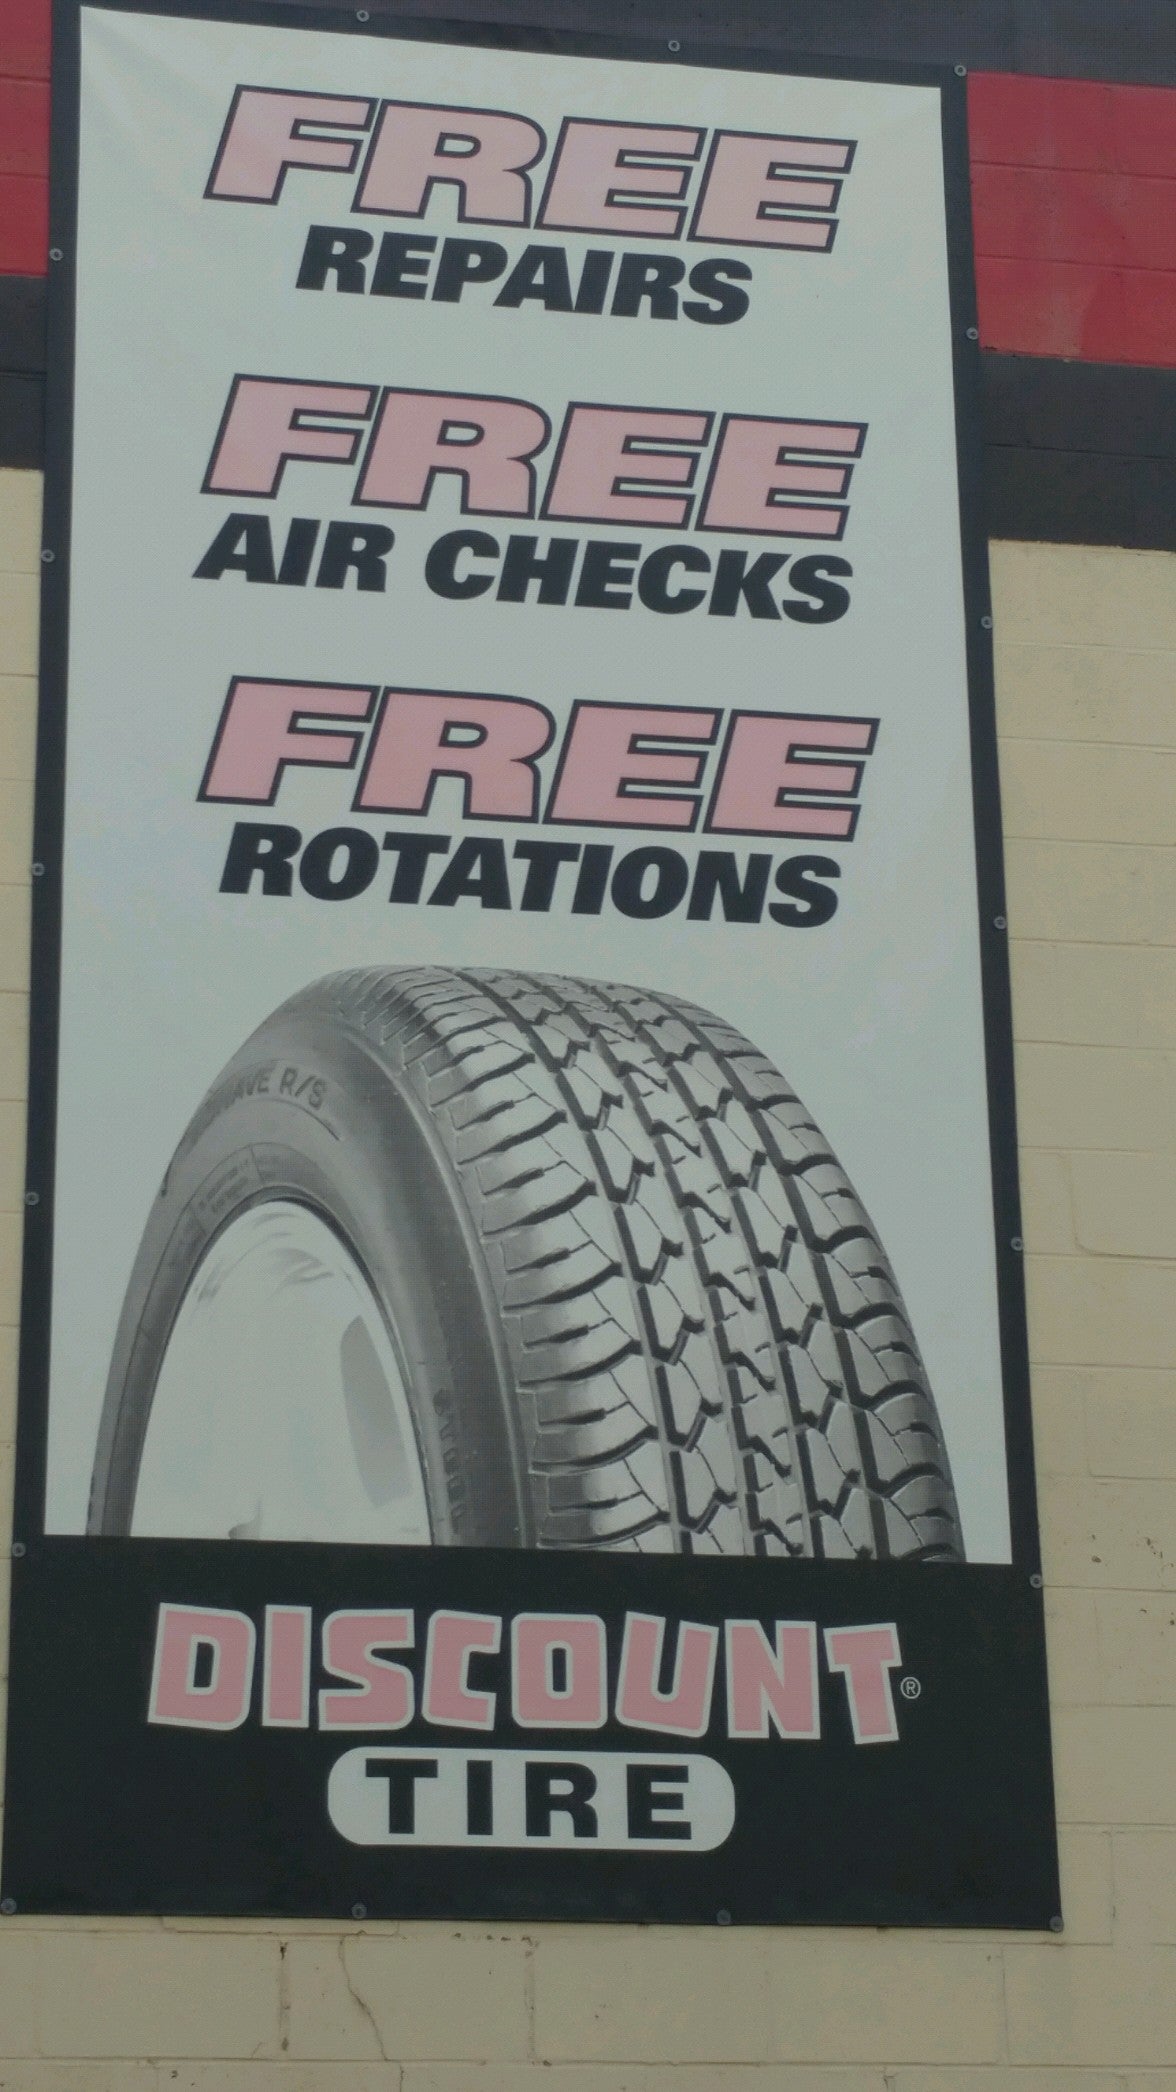 FREE
REPAIRS
FREE
AIR CHECKS
FREE
ROTATIONS
R/S
DISCOUNT®
TIRE